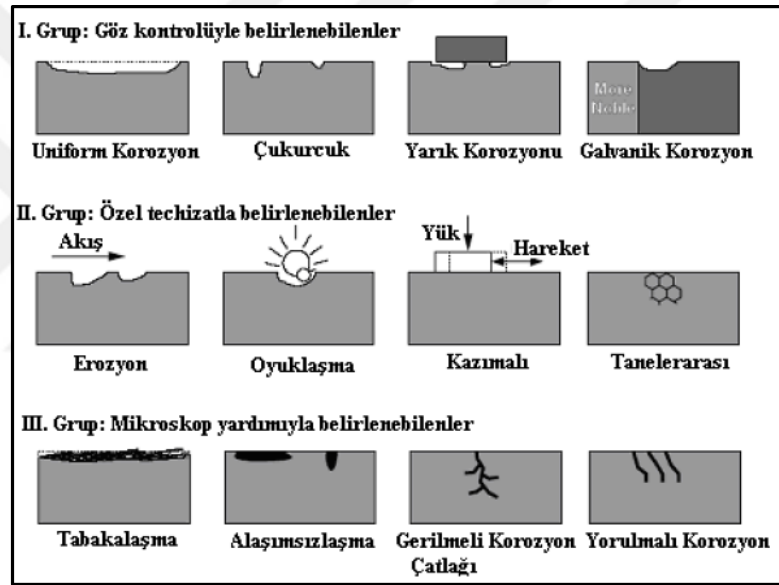 I. Grup: Göz kontrolüyle belirlenebilenler
More
Noble
Uniform Korozyon Çukurcuk Yarık Korozyonu Galvanik Korozyon
II. Grup: Özel techizatla belirlenebilenler
Akış
Yük
Hareket
Erozyon Oyuklaşma Kazımalı Tanelerarası
III. Grup: Mikroskop yardımıyla belirlenebilenler
Tabakalaşma Alaşımsızlaşma Gerilmeli Korozyon Yorulmalı Korozyon
Çatlağı